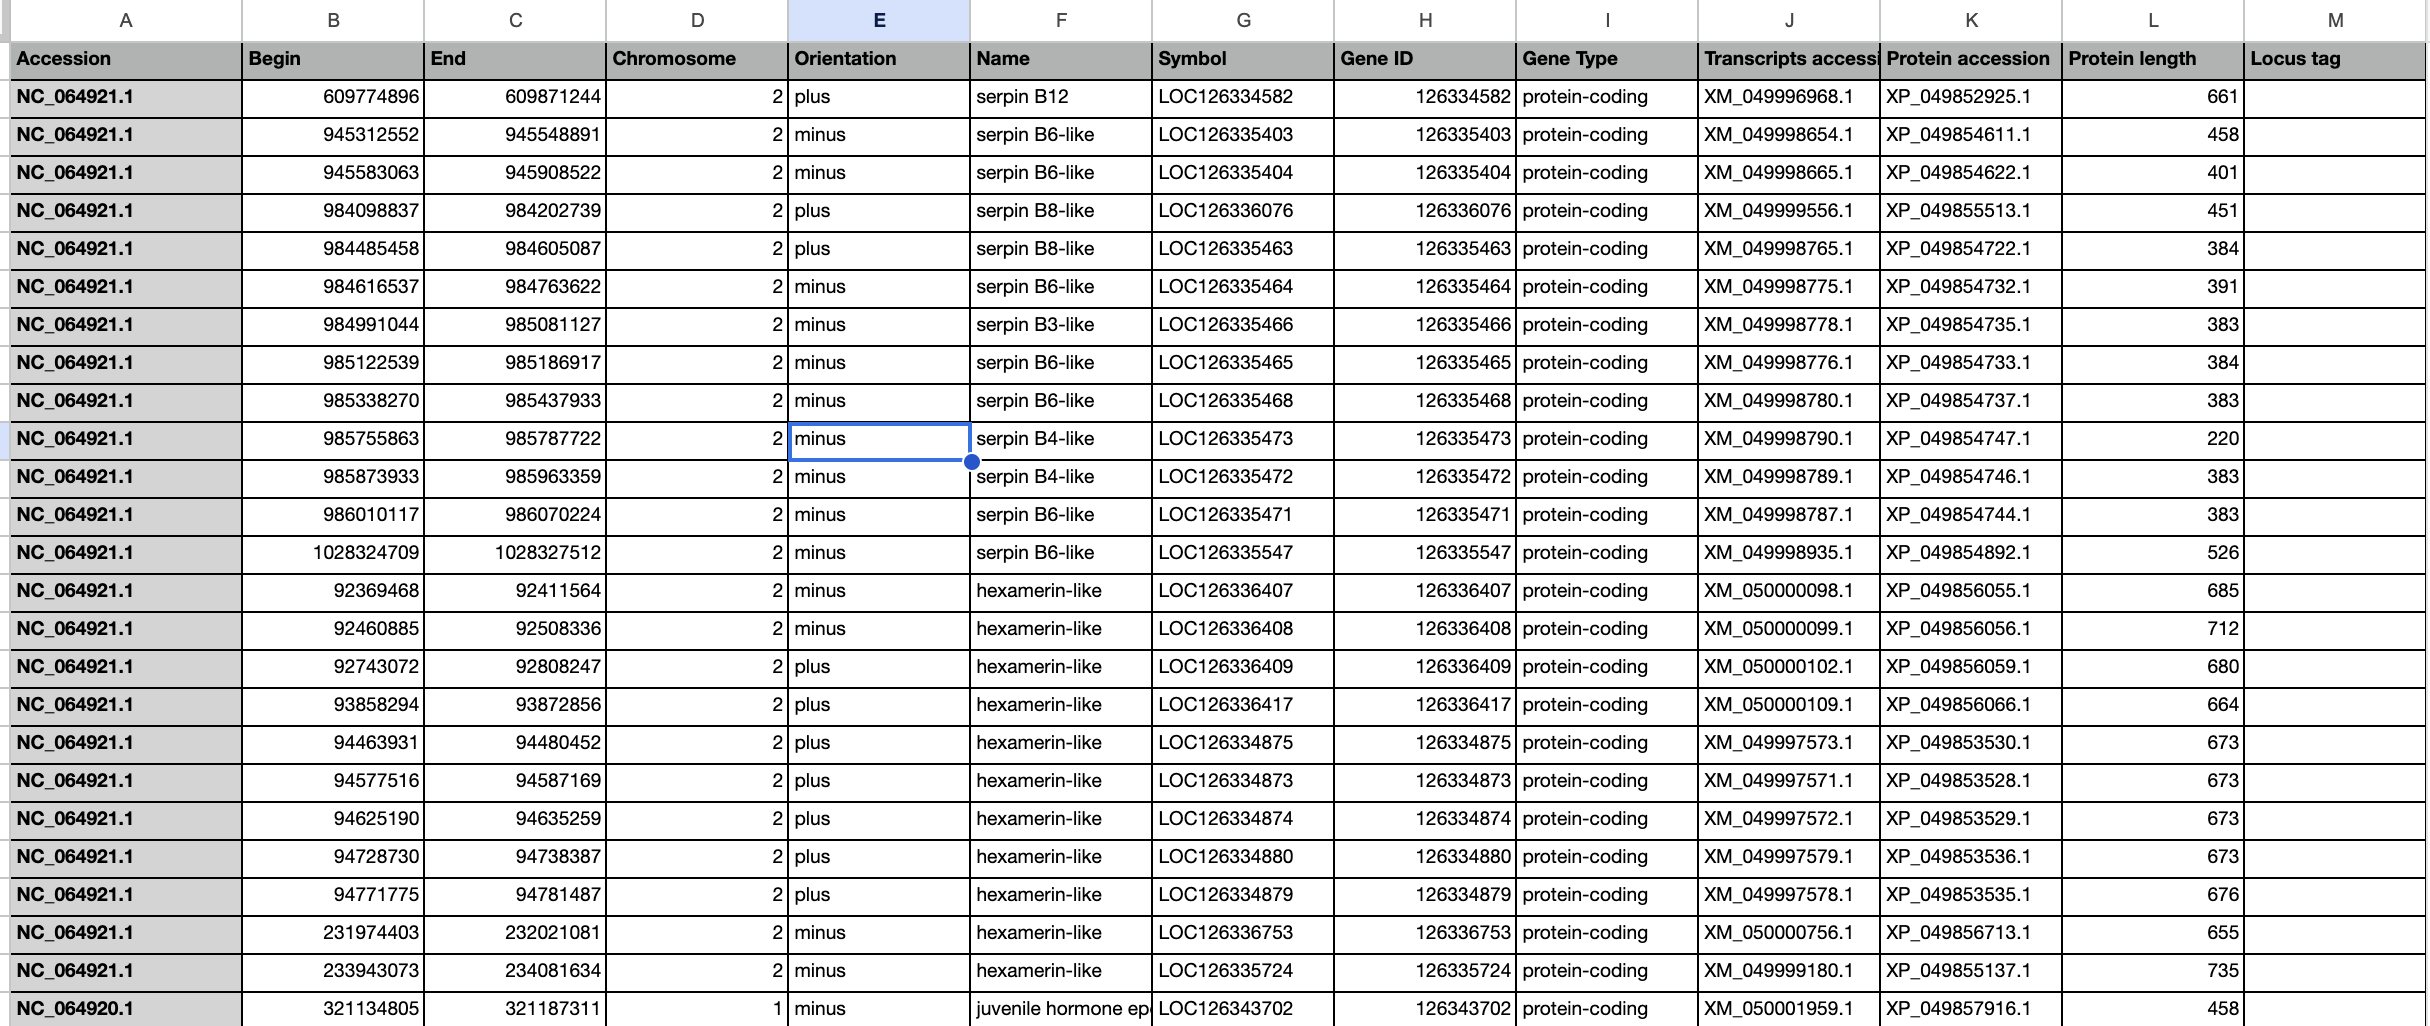 A B C D E F G H I J K L M
Accession Begin End Chromosome Orientation Name Symbol Gene ID Gene Type Transcripts accessi Protein accession Protein length Locus tag
NC_064921.1 609774896 609871244 2 plus serpin B12 LOC126334582 126334582 protein-coding XM_049996968.1 XP_049852925.1 661
NC_064921.1 945312552 945548891 2 minus serpin B6-like LOC126335403 126335403 protein-coding XM_049998654.1 XP_049854611.1 458
NC_064921.1 945583063 945908522 2 minus serpin B6-like LOC126335404 126335404 protein-coding XM_049998665.1 XP_049854622.1 401
NC_064921.1 984098837 984202739 2 plus serpin B8-like LOC126336076 126336076 protein-coding XM_049999556.1 XP_049855513.1 451
NC_064921.1 984485458 984605087 2 plus serpin B8-like LOC126335463 126335463 protein-coding XM_049998765.1 XP_049854722.1 384
NC_064921.1 984616537 984763622 2 minus serpin B6-like LOC126335464 126335464 protein-coding XM_049998775.1 XP_049854732.1 391
NC_064921.1 984991044 985081127 2 minus serpin B3-like LOC126335466 126335466 protein-coding XM_049998778.1 XP_049854735.1 383
NC_064921.1 985122539 985186917 2 minus serpin B6-like LOC126335465 126335465 protein-coding XM_049998776.1 XP_049854733.1 384
NC_064921.1 985338270 985437933 2 minus serpin B6-like LOC126335468 126335468 protein-coding XM_049998780.1 XP_049854737.1 383
NC_064921.1 985755863 985787722 2 minus serpin B4-like LOC126335473 126335473 protein-coding XM_049998790.1 XP_049854747.1 220
NC_064921.1 985873933 985963359 2 minus serpin B4-like LOC126335472 126335472 protein-coding XM_049998789.1 XP_049854746.1 383
NC_064921.1 986010117 986070224 2 minus serpin B6-like LOC126335471 126335471 protein-coding XM_049998787.1 XP_049854744.1 383
NC_064921.1 1028324709 1028327512 2 minus serpin B6-like LOC126335547 126335547 protein-coding XM_049998935.1 XP_049854892.1 526
NC_064921.1 92369468 92411564 2 minus hexamerin-like LOC126336407 126336407 protein-coding XM_050000098.1 XP_049856055.1 685
NC_064921.1 92460885 92508336 2 minus hexamerin-like LOC126336408 126336408 protein-coding XM_050000099.1 XP_049856056.1 712
NC_064921.1 92743072 92808247 2 plus hexamerin-like LOC126336409 126336409 protein-coding XM_050000102.1 XP_049856059.1 680
NC_064921.1 93858294 93872856 2 plus hexamerin-like LOC126336417 126336417 protein-coding XM_050000109.1 XP_049856066.1 664
NC_064921.1 94463931 94480452 2 plus hexamerin-like LOC126334875 126334875 protein-coding XM_049997573.1 XP_049853530.1 673
NC_064921.1 94577516 94587169 2 plus hexamerin-like LOC126334873 126334873 protein-coding XM_049997571.1 XP_049853528.1 673
NC_064921.1 94625190 94635259 2 plus hexamerin-like LOC126334874 126334874 protein-coding XM_049997572.1 XP_049853529.1 673
NC_064921.1 94728730 94738387 2 plus hexamerin-like LOC126334880 126334880 protein-coding XM_049997579.1 XP_049853536.1 673
NC_064921.1 94771775 94781487 2 plus hexamerin-like LOC126334879 126334879 protein-coding XM_049997578.1 XP_049853535.1 676
NC_064921.1 231974403 232021081 2 minus hexamerin-like LOC126336753 126336753 protein-coding XM_050000756.1 XP_049856713.1 655
NC_064921.1 233943073 234081634 2 minus hexamerin-like LOC126335724 126335724 protein-coding XM_049999180.1 XP_049855137.1 735
NC_064920.1 321134805 321187311 1 minus juvenile hormone ep LOC126343702 126343702 protein-coding XM_050001959.1 XP_049857916.1 458